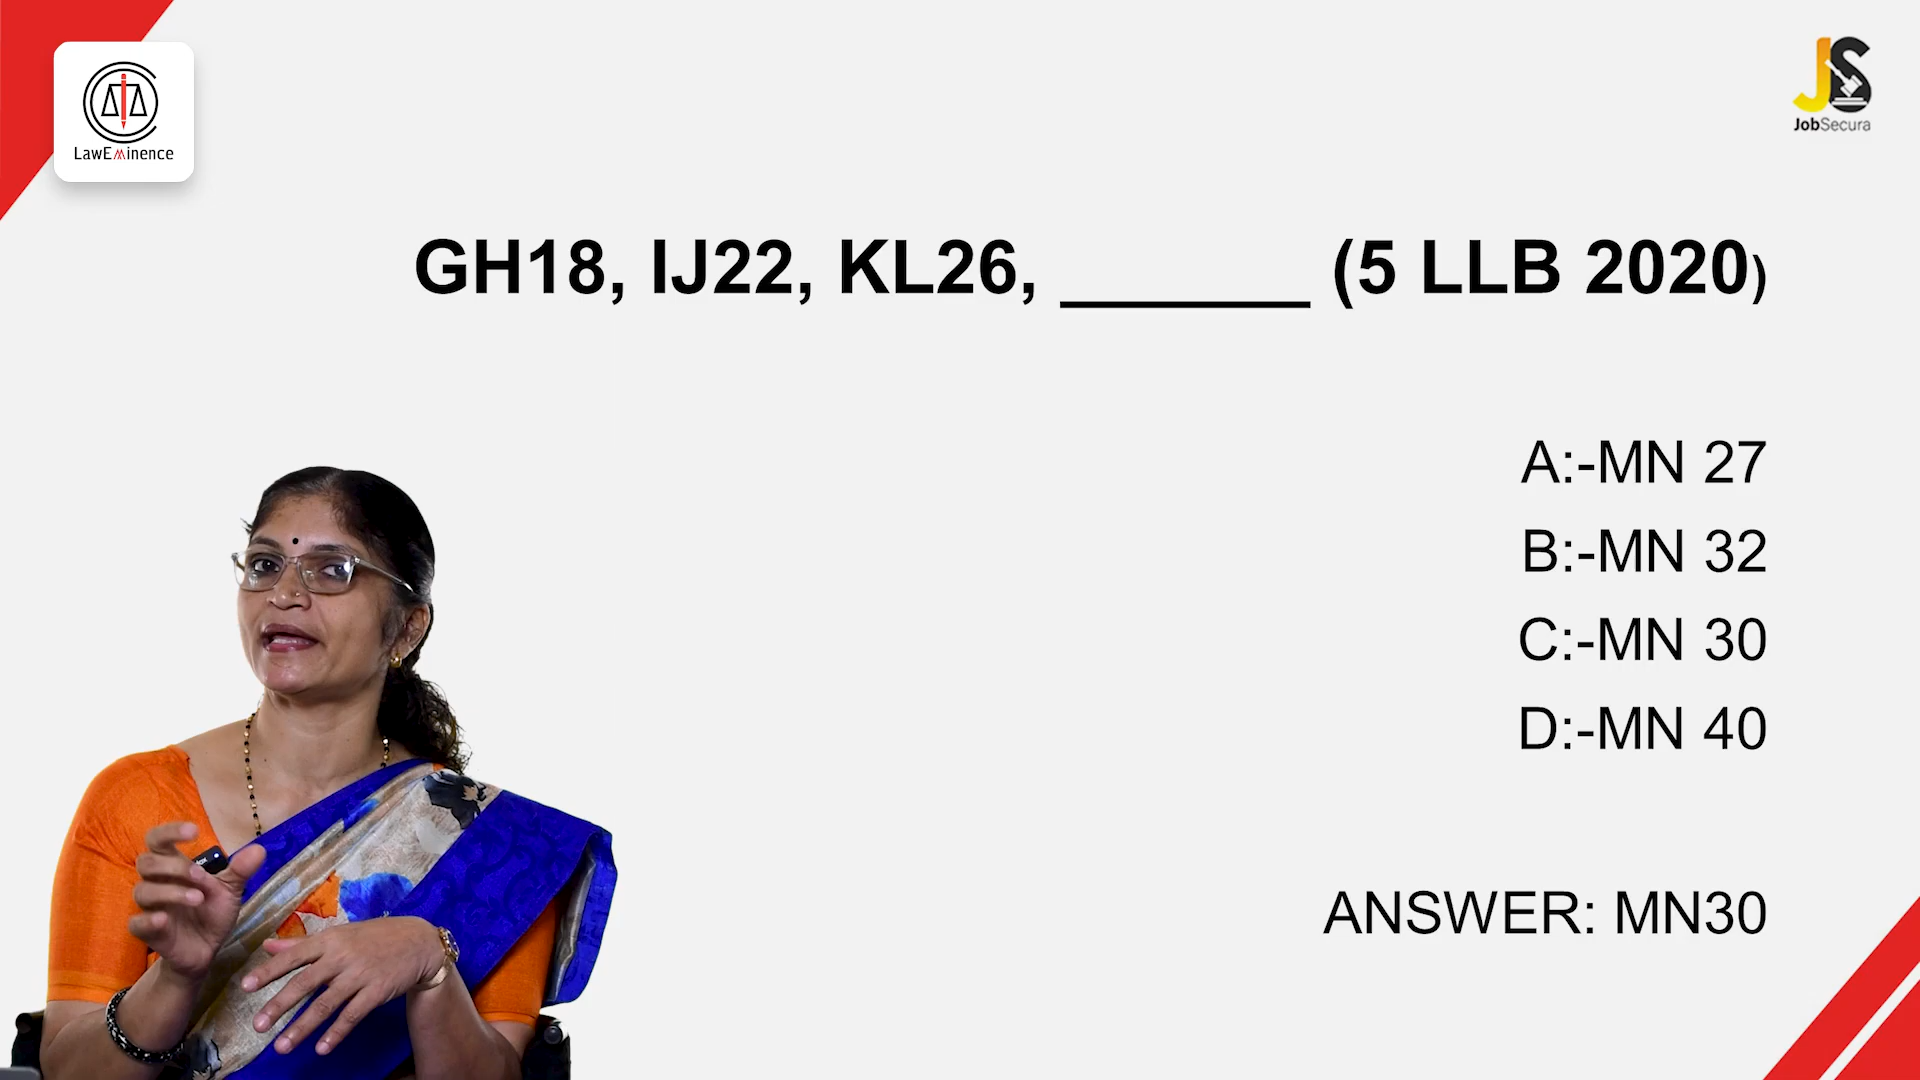 LawEminence
JS
JobSecura
GH18, IJ22, KL26, ______ (5 LLB 2020)
A:-MN 27
B:-MN 32
C:-MN 30
D:-MN 40
ANSWER: MN30